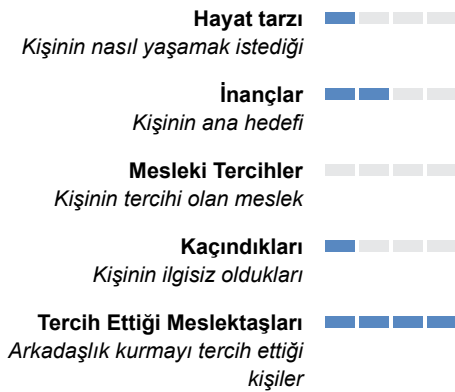 Hayat tarzı
Kişinin nasıl yaşamak istediği
İnançlar
Kişinin ana hedefi
Mesleki Tercihler
Kişinin tercihi olan meslek
Kaçındıkları
Kişinin ilgisiz oldukları
Tercih Ettiği Meslektaşları
Arkadaşlık kurmayı tercih ettiği
kişiler